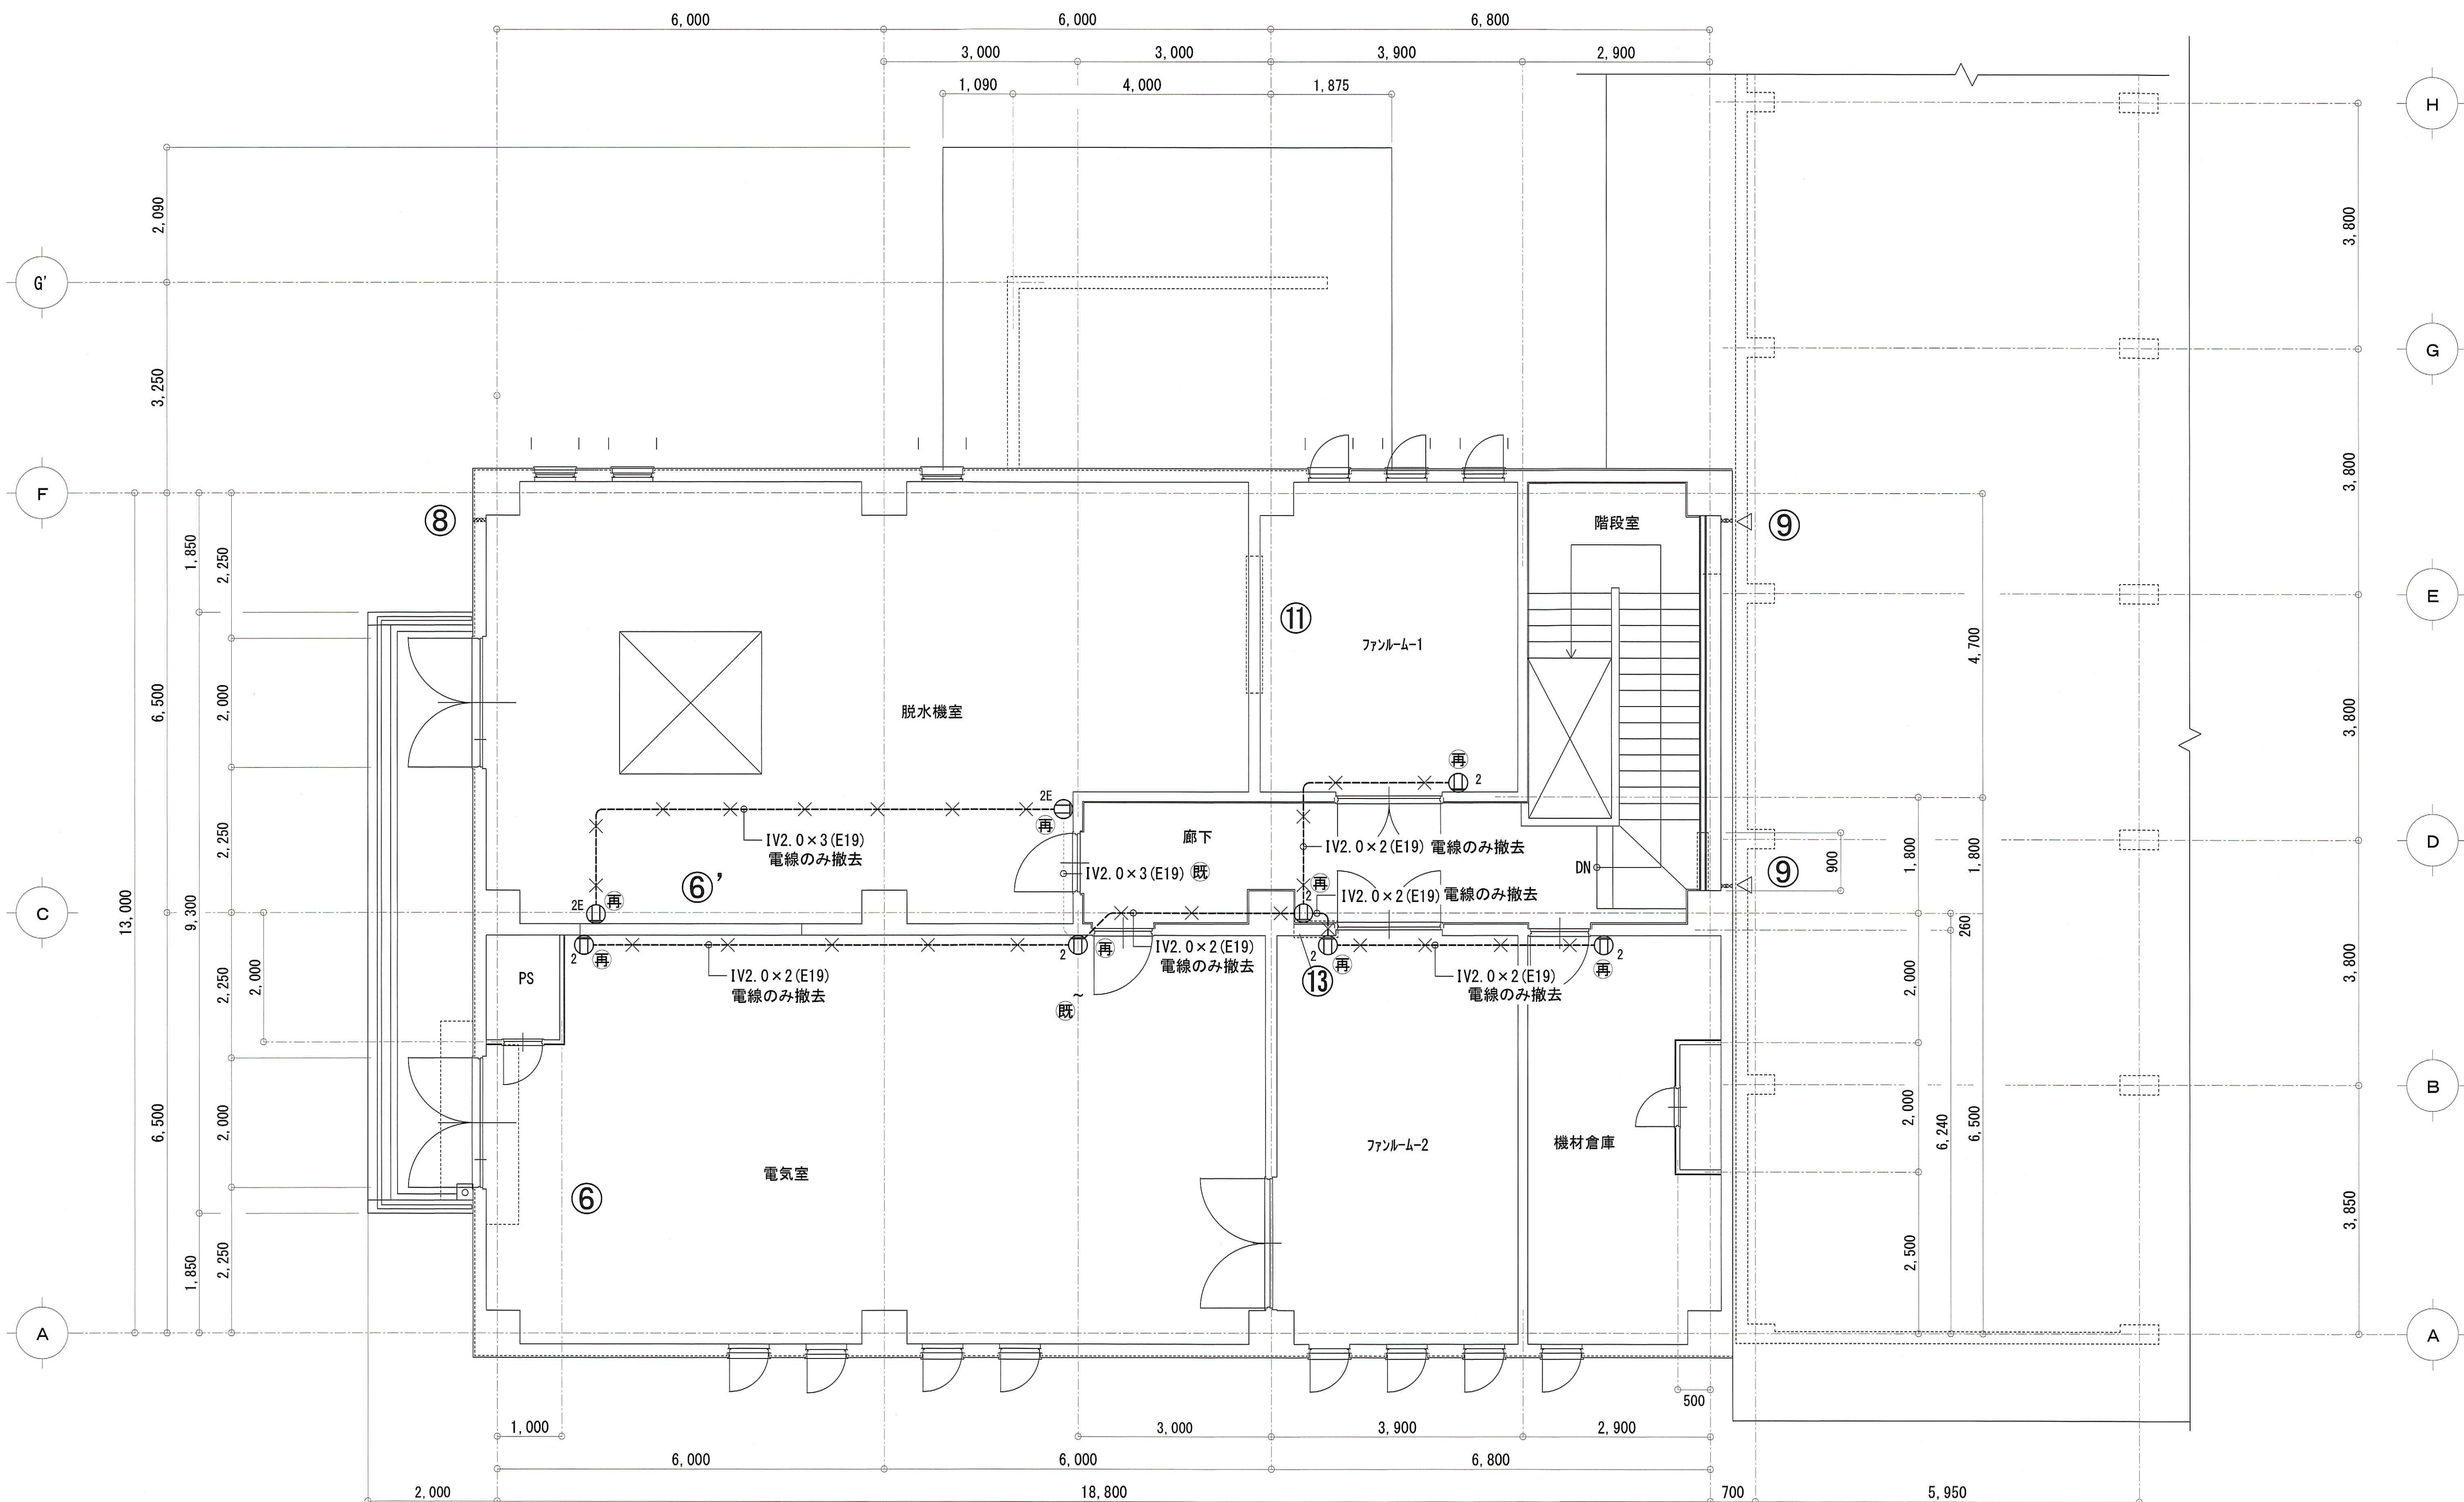 6,000
6,000
6,800
3,000
3,000
3,900
2,900
1,090
4,000
1,875
H
2,090
3,800
G'
G
3,250
3,800
F
⑧
⑨
階段室
1,850
2,250
E
⑪
ファンルーム-1
4,700
6,500
2,000
脱水機室
3,800
再
2
2E
再
IV2.0×3(E19)
電線のみ撤去
廊下
IV2.0×2(E19) 電線のみ撤去
2,250
DN
900
1,800
1,800
D
IV2.0×3(E19) 既
⑥'
⑨
再
2
IV2.0×2(E19) 電線のみ撤去
2E
再
C
13,000
9,300
260
2
再
2
再
IV2.0×2(E19)
電線のみ撤去
2
再
2
再
PS
IV2.0×2(E19)
電線のみ撤去
⑬
IV2.0×2(E19)
電線のみ撤去
2,250
2,000
2,000
3,800
~
既
B
6,500
2,000
2,000
6,240
6,500
電気室
ファンルーム-2
機材倉庫
⑥
3,850
1,850
2,250
2,500
A
A
500
1,000
3,000
3,900
2,900
6,000
6,000
6,800
2,000
18,800
700
5,950